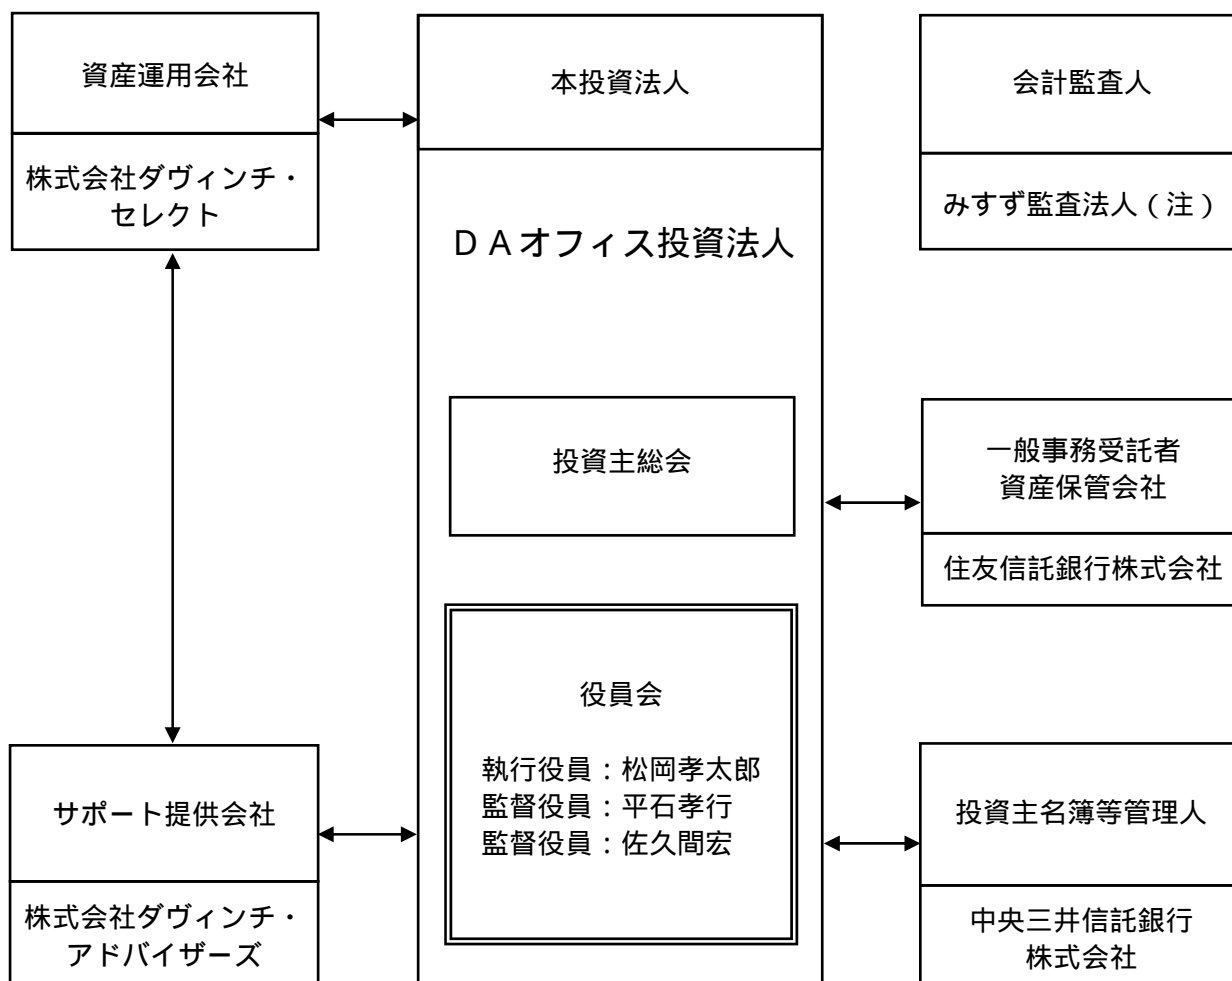 資産運用会社
株式会社ダヴィンチ・
セレクト
本投資法人
ＤＡオフィス投資法人
会計監査人
みすず監査法人（注）
投資主総会
一般事務受託者
資産保管会社
住友信託銀行株式会社
役員会
執行役員：松岡孝太郎
監督役員：平石孝行
監督役員：佐久間宏
サポート提供会社
株式会社ダヴィンチ・
アドバイザーズ
投資主名簿等管理人
中央三井信託銀行
株式会社